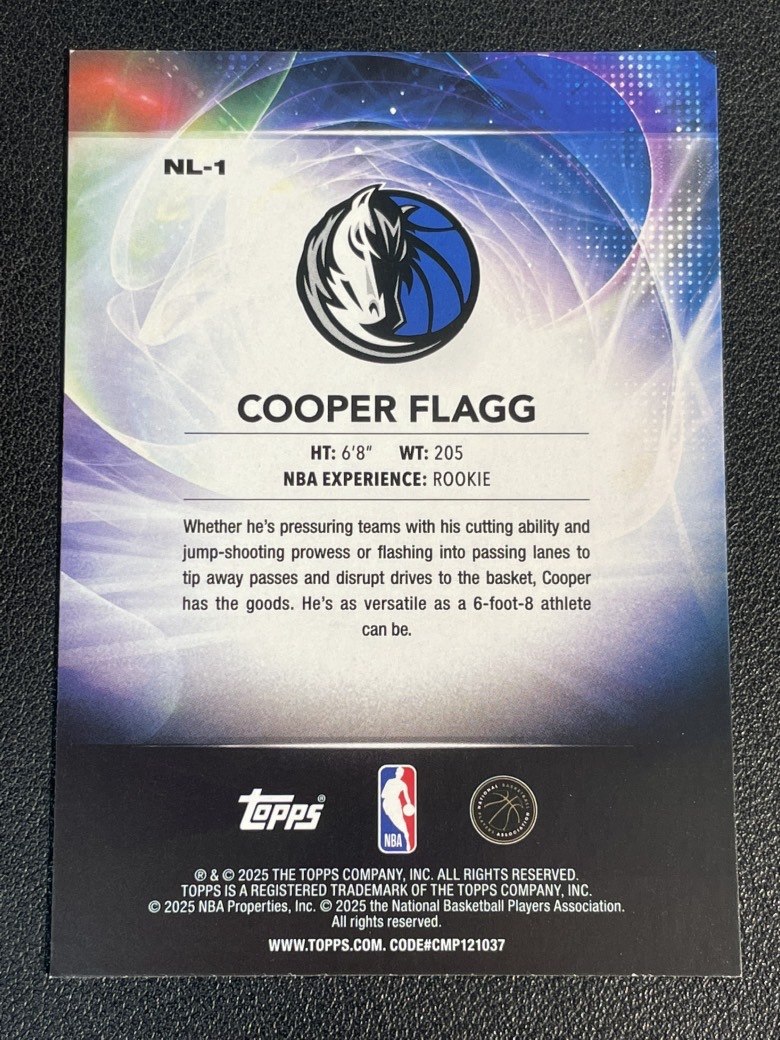 NL-1
COOPER FLAGG
HT: 6'8" WT: 205
NBA EXPERIENCE: ROOKIE
Whether he's pressuring teams with his cutting ability and
jump-shooting prowess or flashing into passing lanes to
tip away passes and disrupt drives to the basket, Cooper
has the goods. He's as versatile as a 6-foot-8 athlete
can be.
Topps®
NBA
NATIONAL BASKETBALL
PLAYERS ASSOCIATION
® & © 2025 THE TOPPS COMPANY, INC. ALL RIGHTS RESERVED.
TOPPS IS A REGISTERED TRADEMARK OF THE TOPPS COMPANY, INC.
© 2025 NBA Properties, Inc. © 2025 the National Basketball Players Association.
All rights reserved.
WWW.TOPPS.COM. CODE#CMP121037